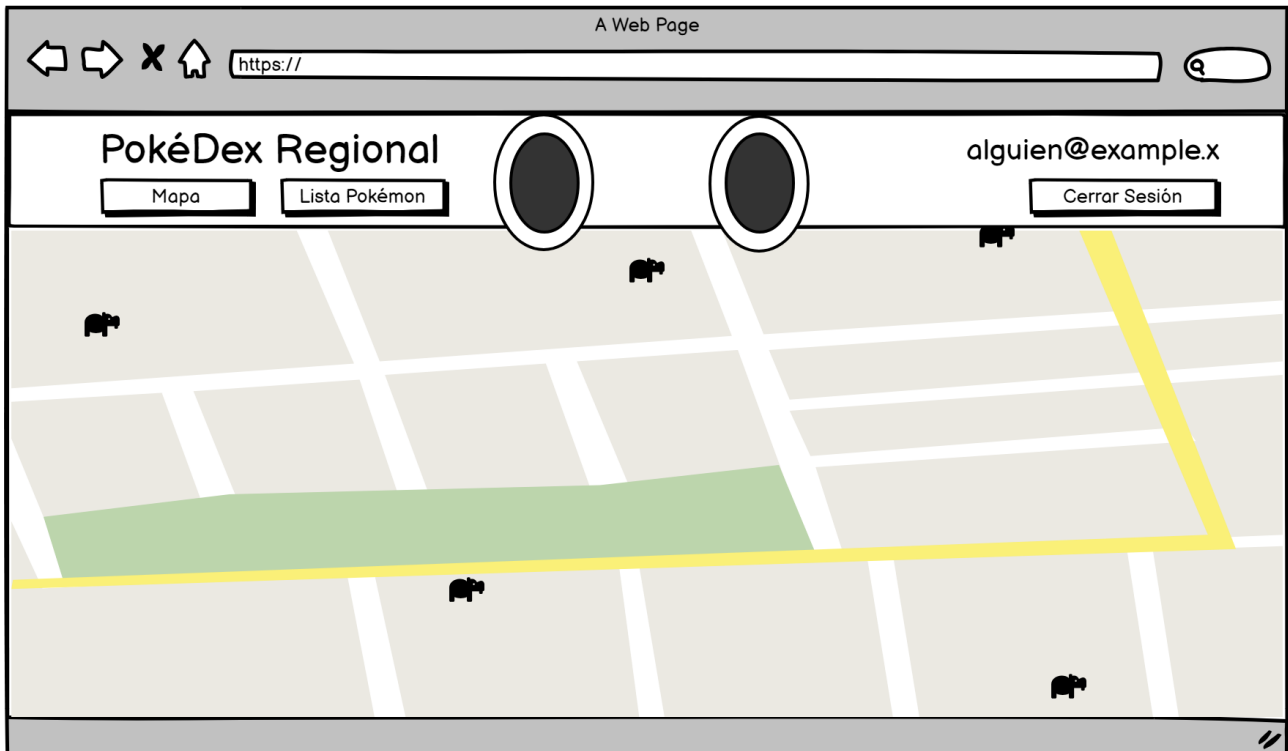 A Web Page
https://
PokéDex Regional
alguien@example.x
Mapa
Lista Pokémon
Cerrar Sesión